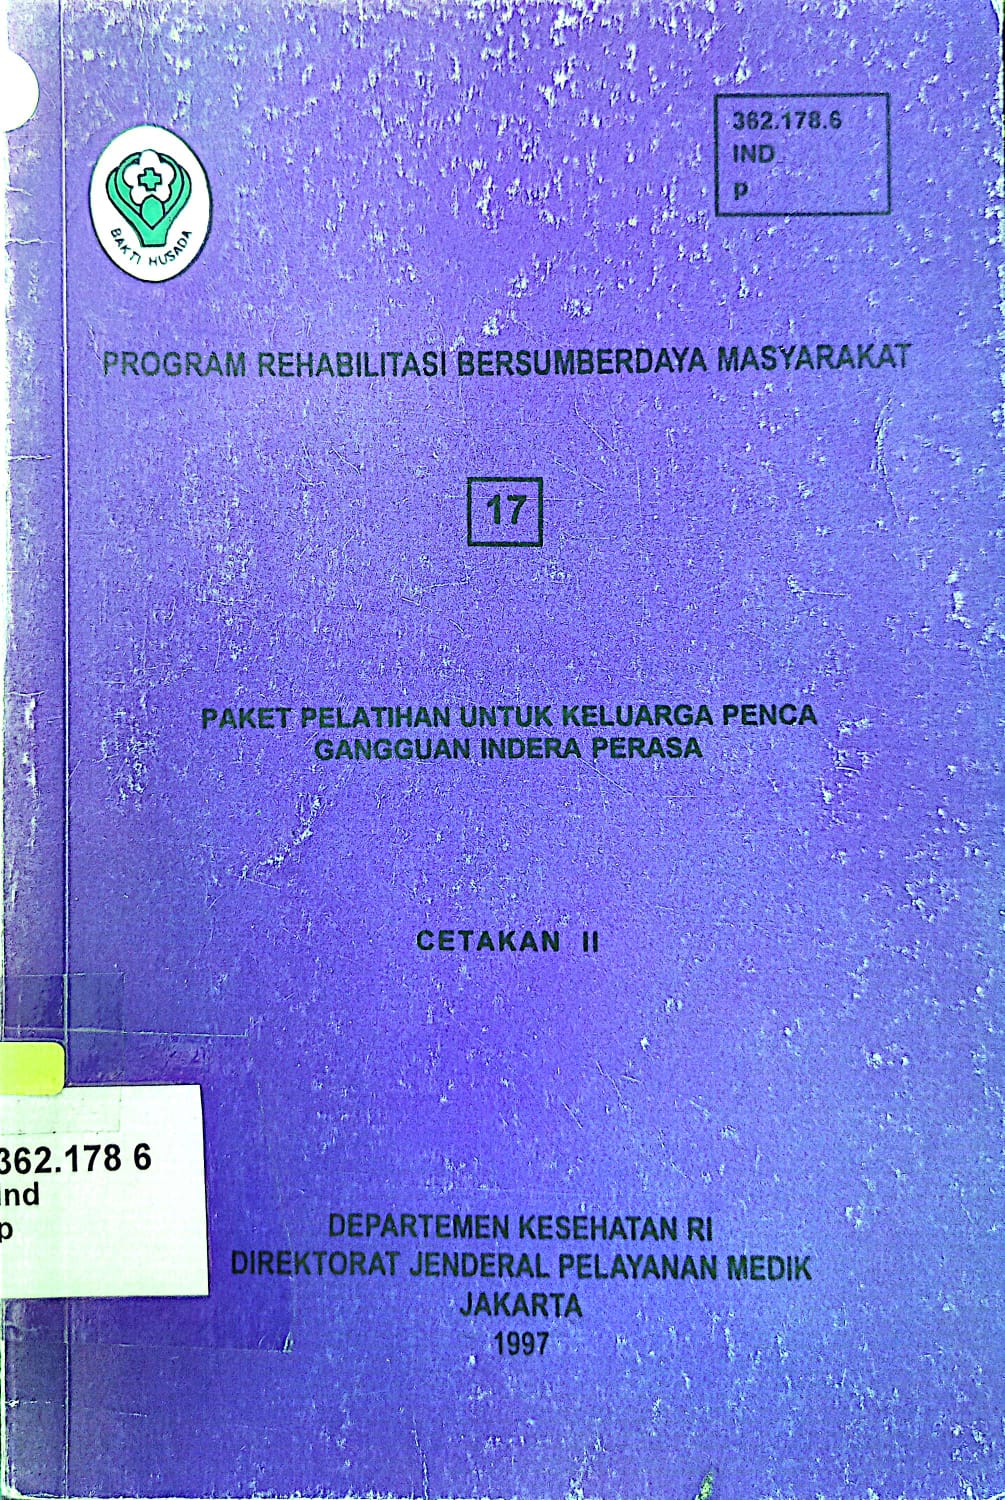 362.178.6
IND
p
BAKTI HUSADA
PROGRAM REHABILITASI BERSUMBERDAYA MASYARAKAT
17
PAKET PELATIHAN UNTUK KELUARGA PENCA
GANGGUAN INDERA PERASA
CETAKAN II
362.178 6
Ind
p
DEPARTEMEN KESEHATAN RI
DIREKTORAT JENDERAL PELAYANAN MEDIK
JAKARTA
1997